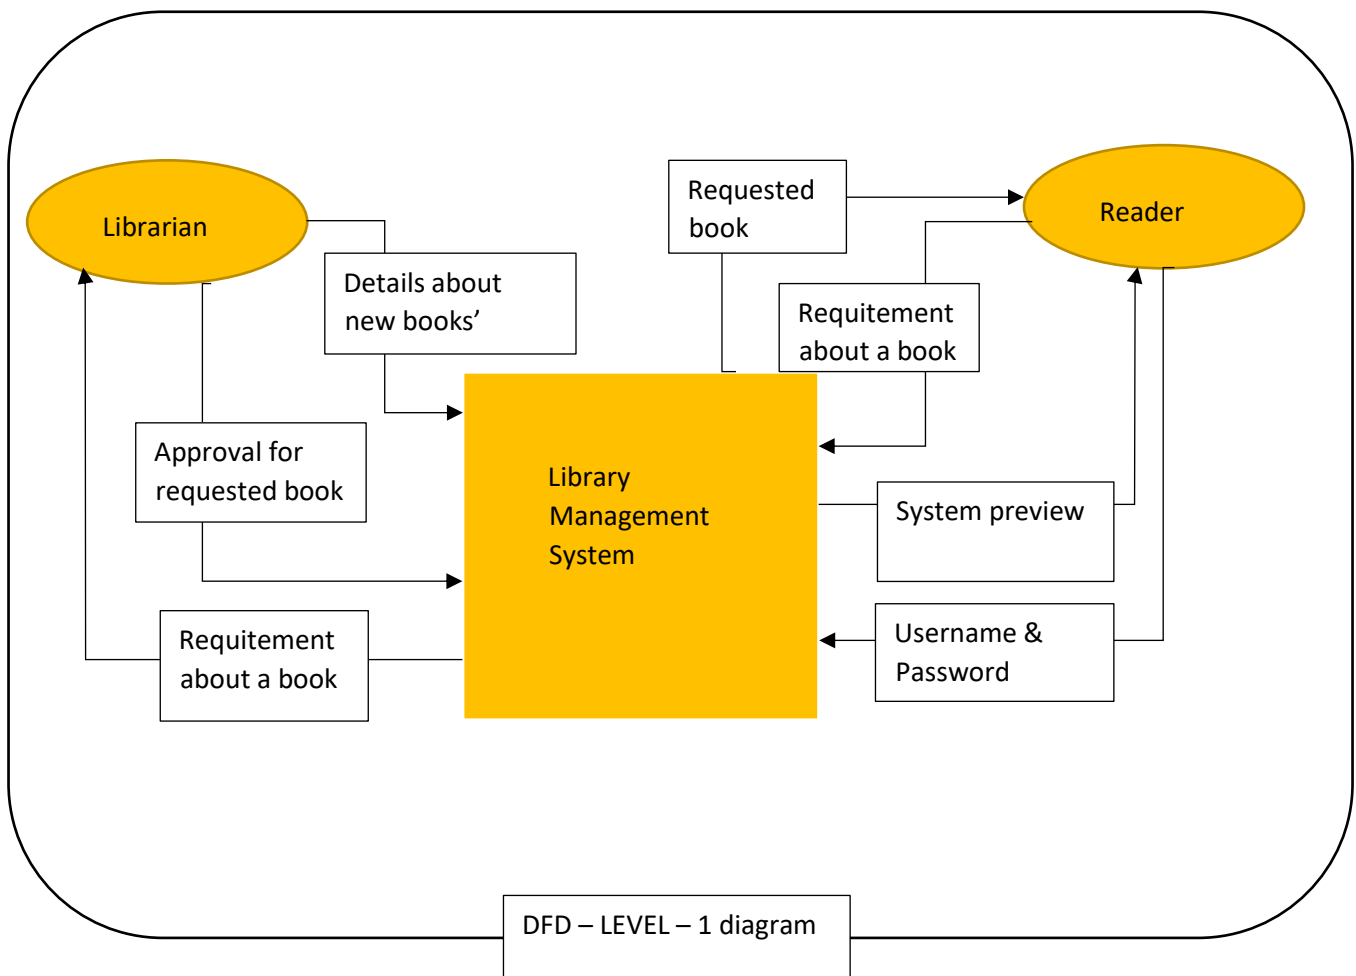 Librarian
Details about
new books’
Approval for
requested book
Requitement
about a book
Library
Management
System
Requested
book
Reader
Requitement
about a book
System preview
Username &
Password
DFD – LEVEL – 1 diagram